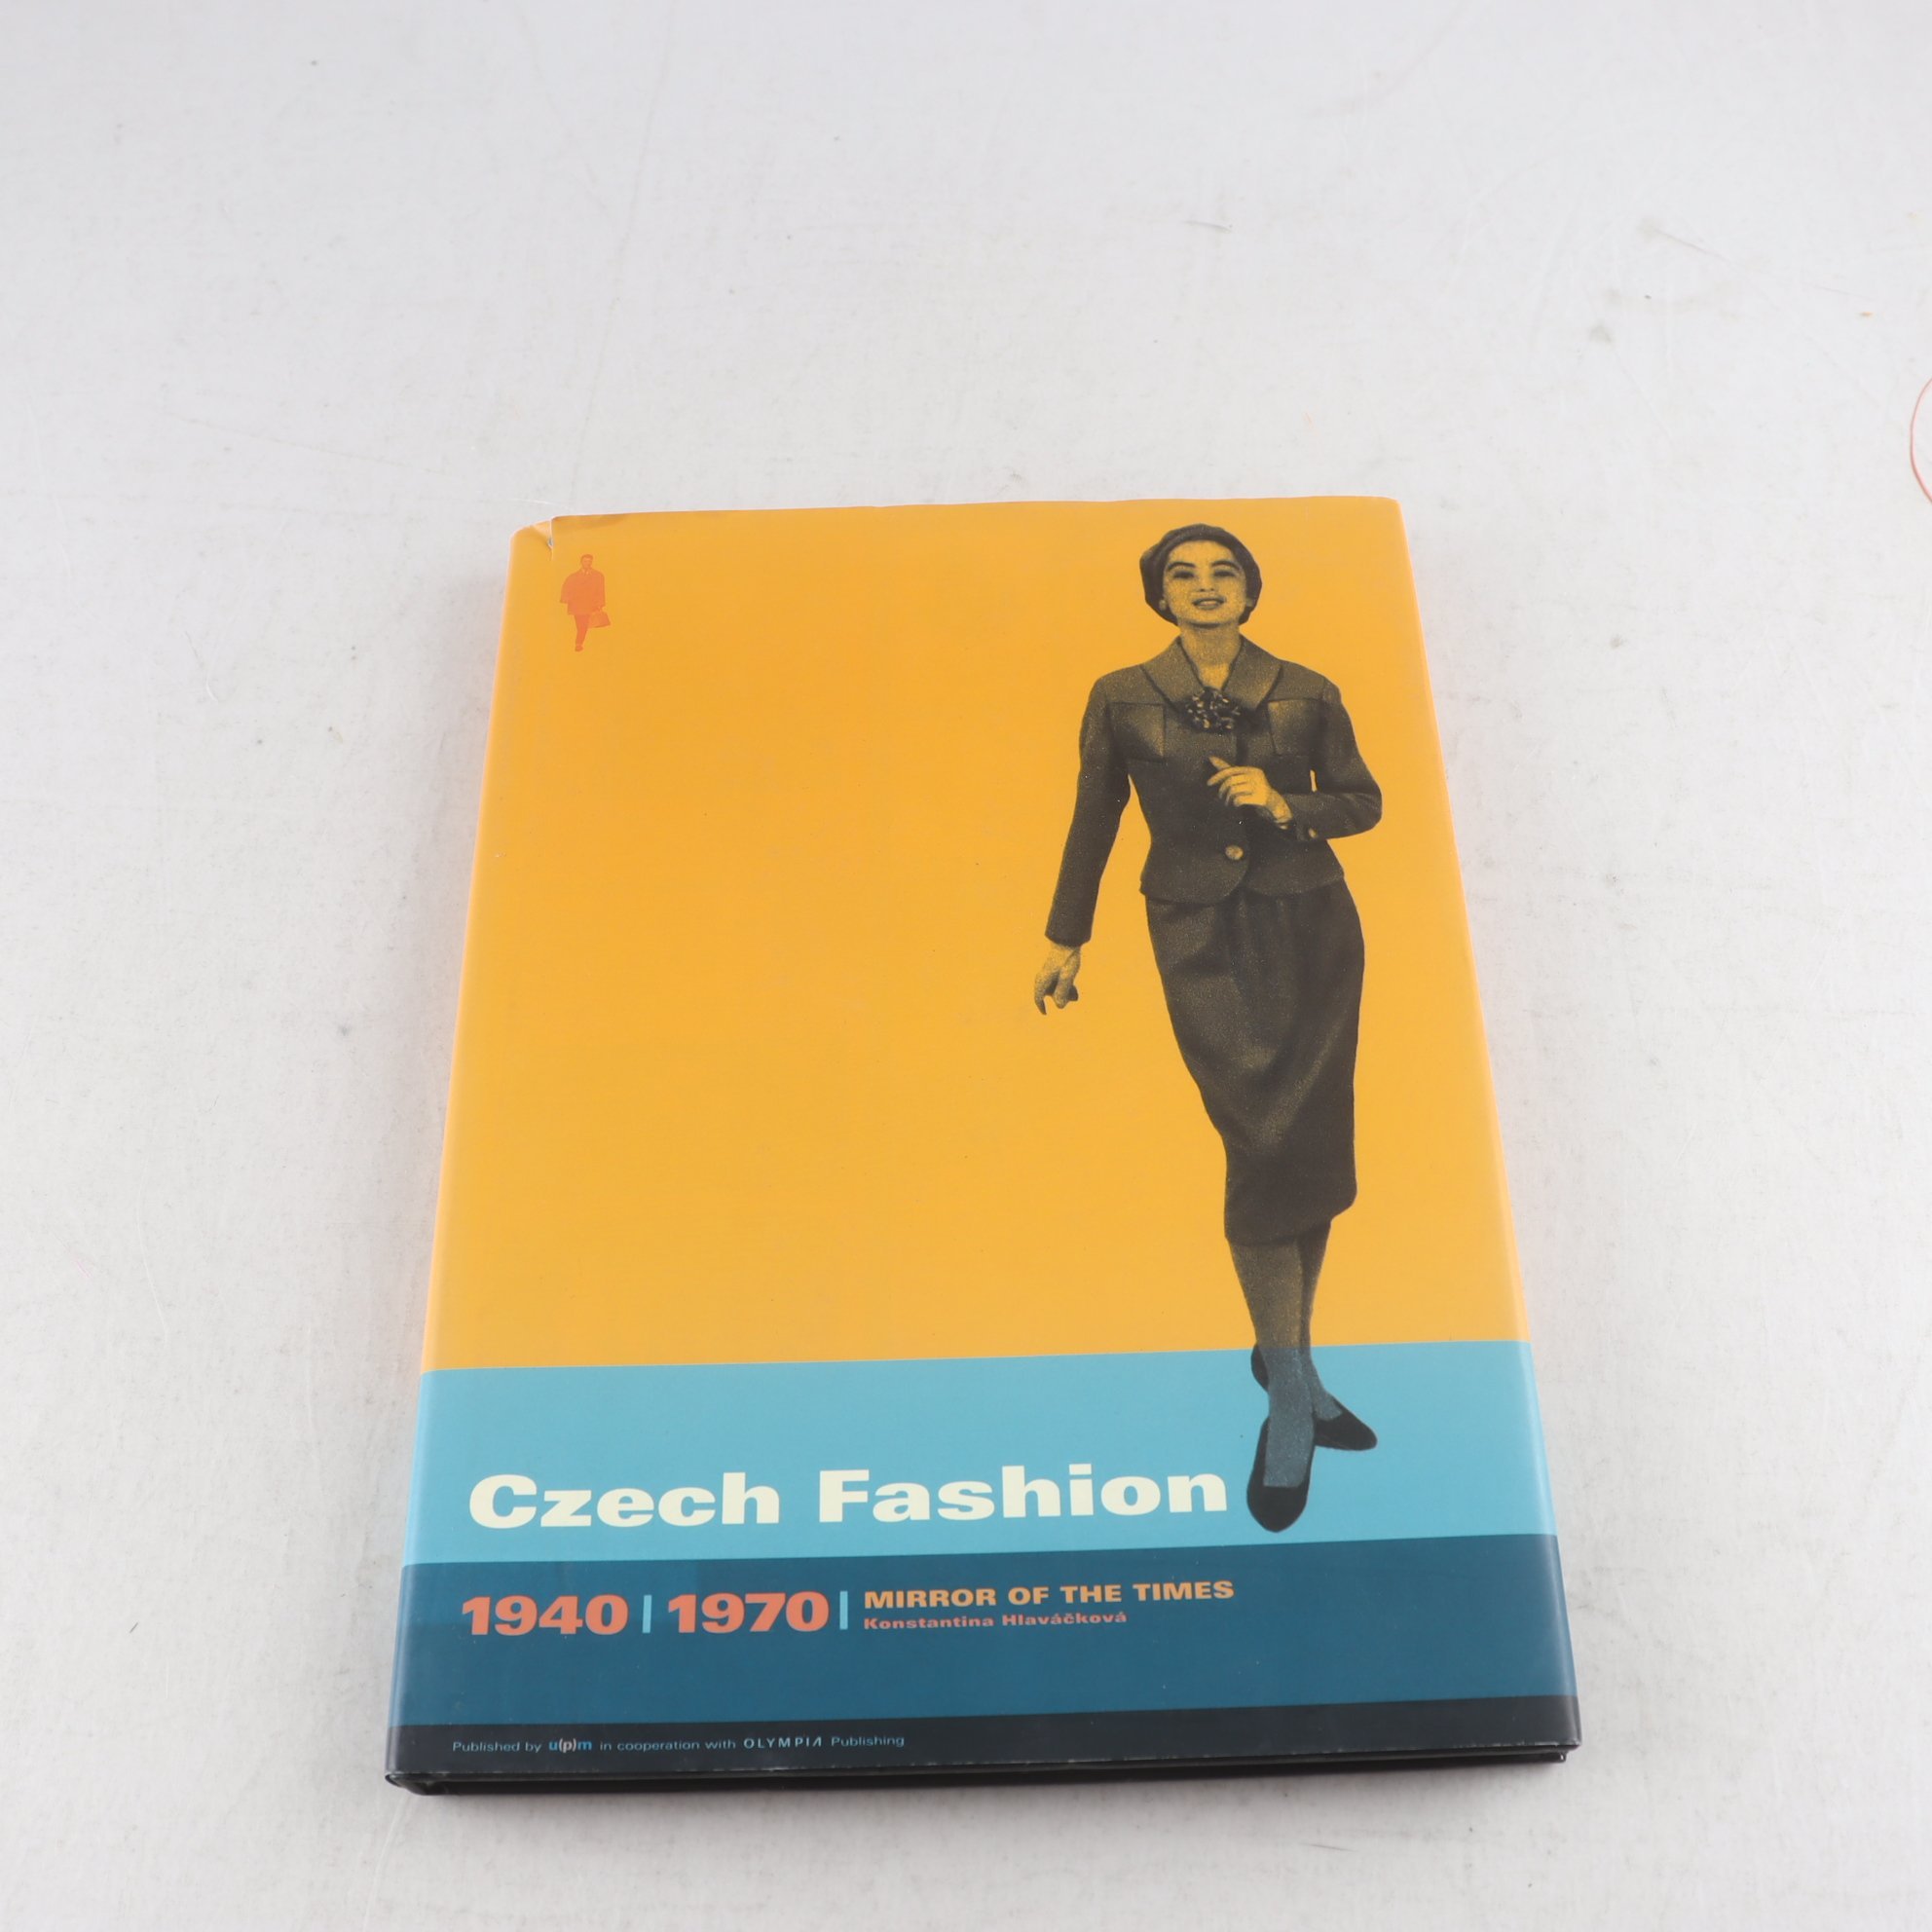 Czech Fashion
1940 | 1970 | MIRROR OF THE TIMES
Konstantina Hlaváčková
Published by u(p)m in cooperation with OLYMPIA Publishing